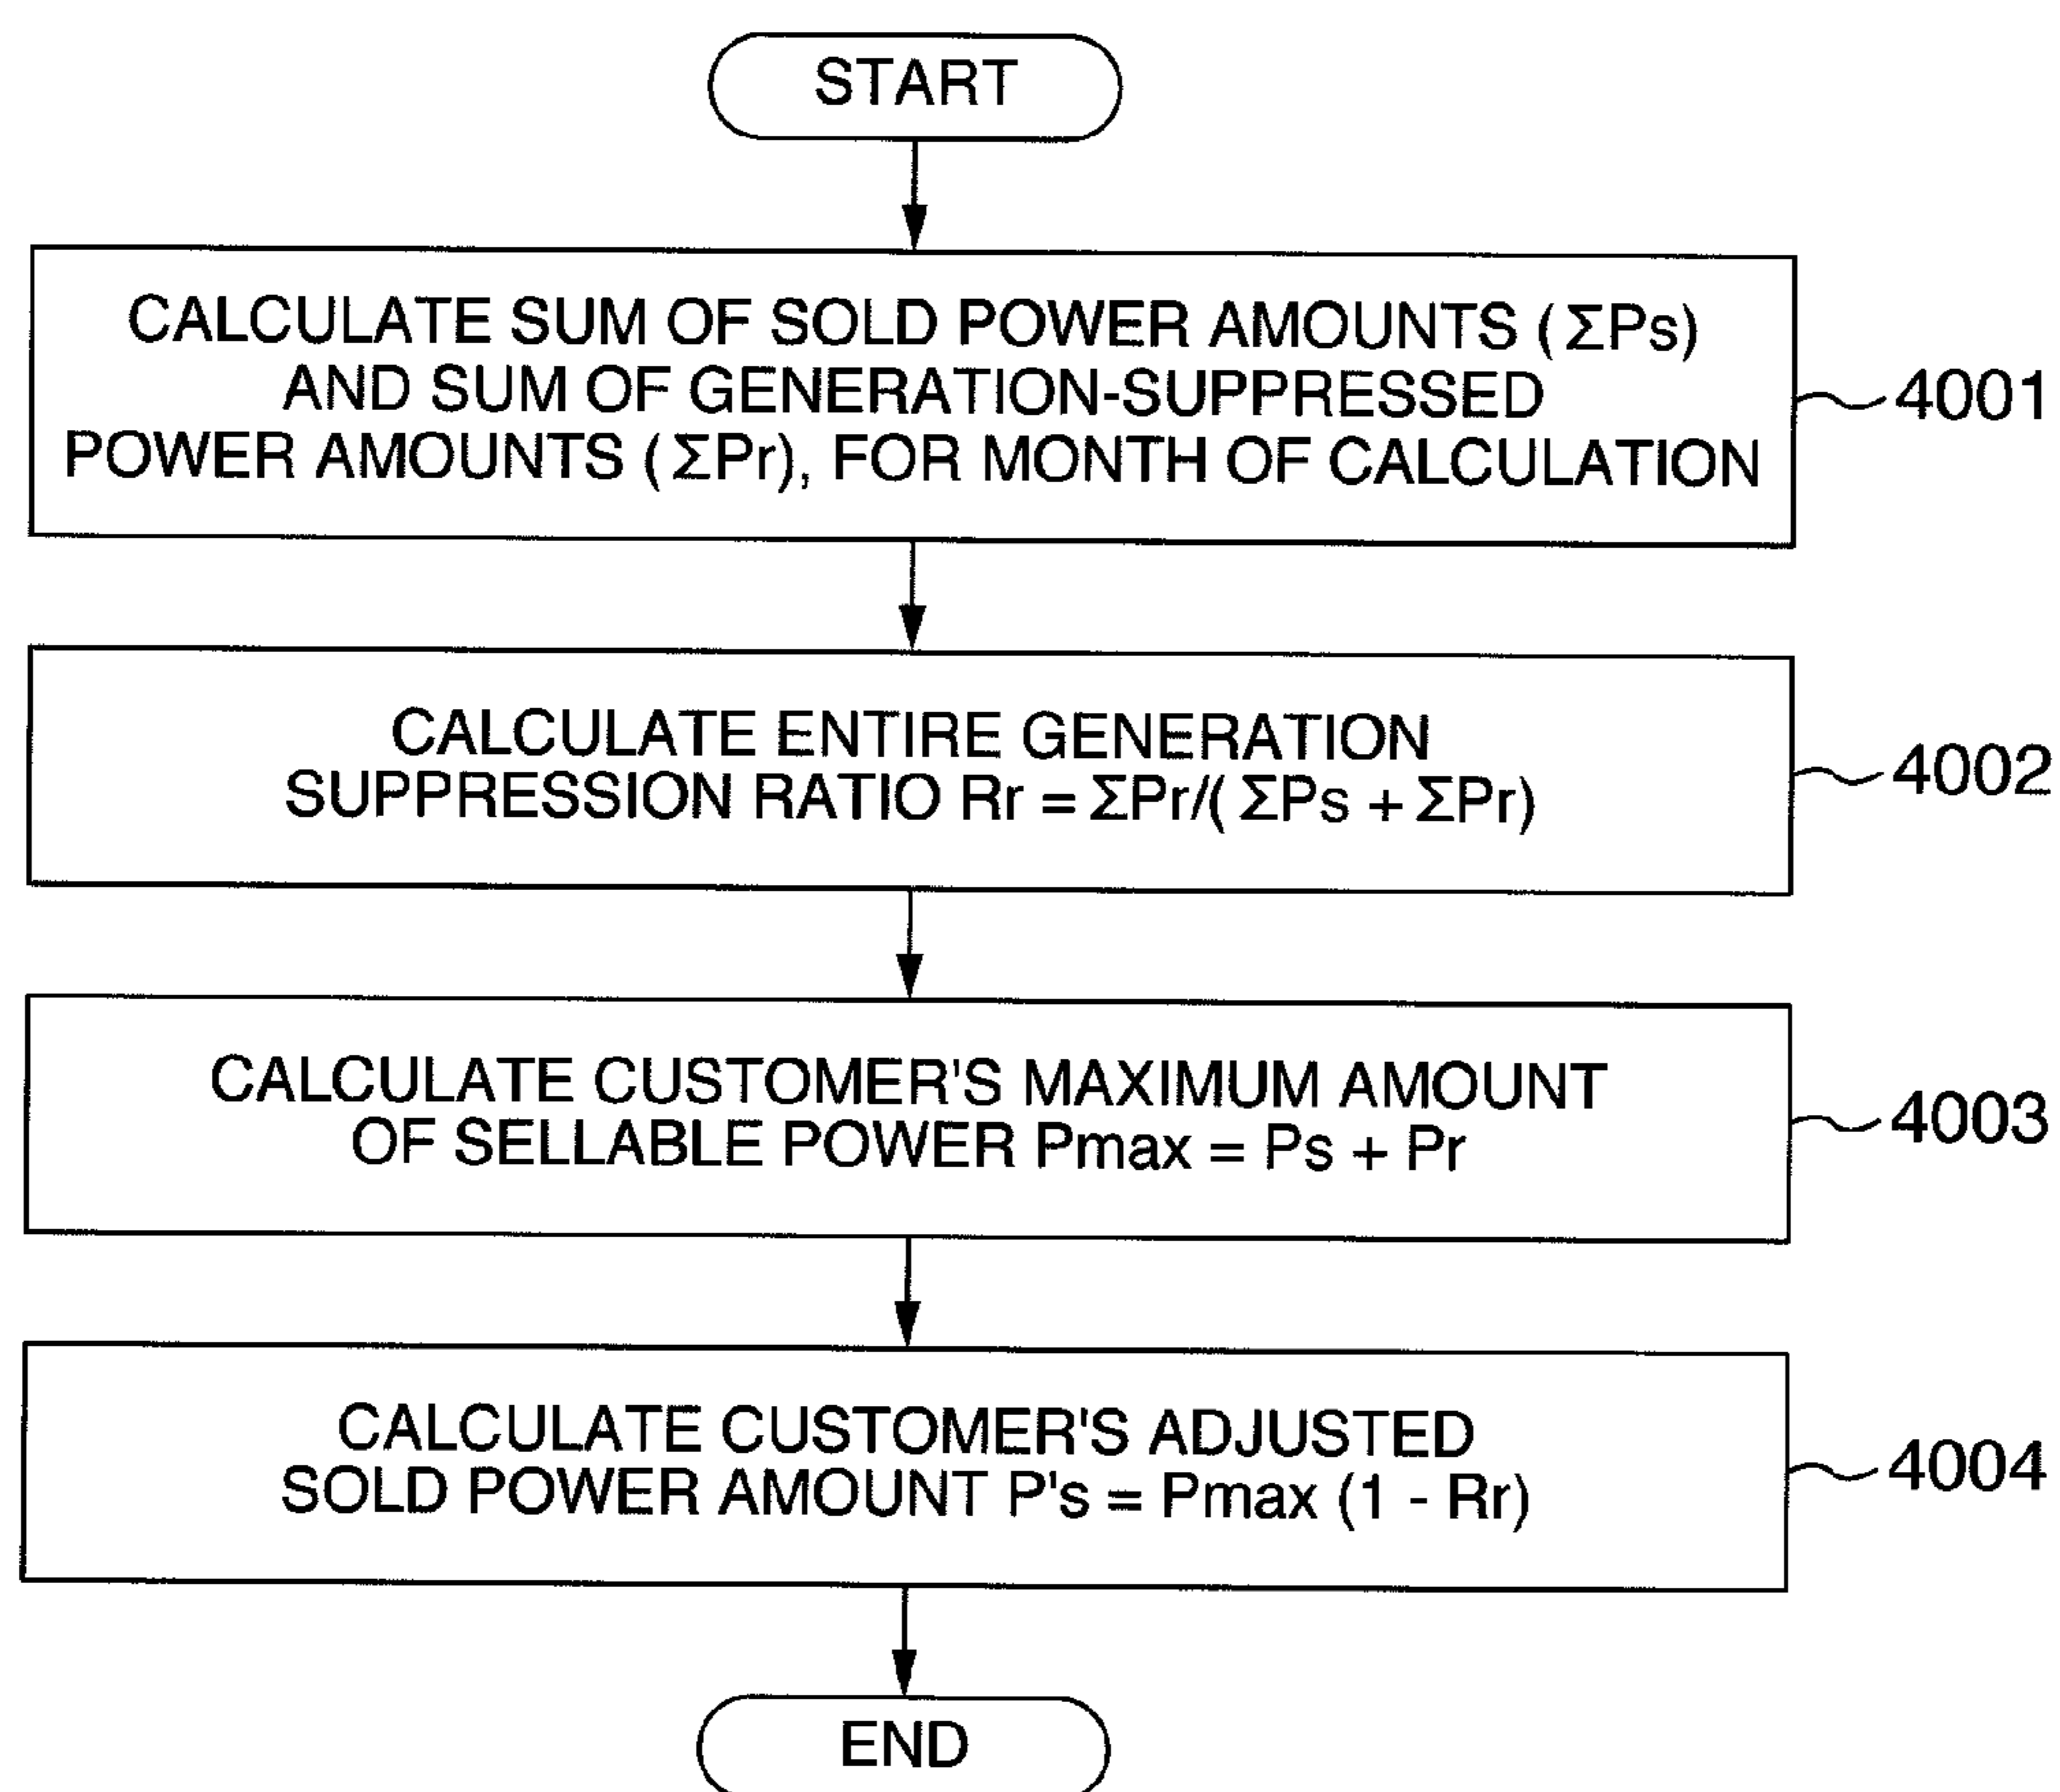 START
CALCULATE SUM OF SOLD POWER AMOUNTS (ΣPs)
AND SUM OF GENERATION-SUPPRESSED
POWER AMOUNTS (ΣPr), FOR MONTH OF CALCULATION
4001
CALCULATE ENTIRE GENERATION
SUPPRESSION RATIO Rr = ΣPr/(ΣPs + ΣPr)
4002
CALCULATE CUSTOMER'S MAXIMUM AMOUNT
OF SELLABLE POWER Pmax = Ps + Pr
4003
CALCULATE CUSTOMER'S ADJUSTED
SOLD POWER AMOUNT P's = Pmax (1 - Rr)
4004
END